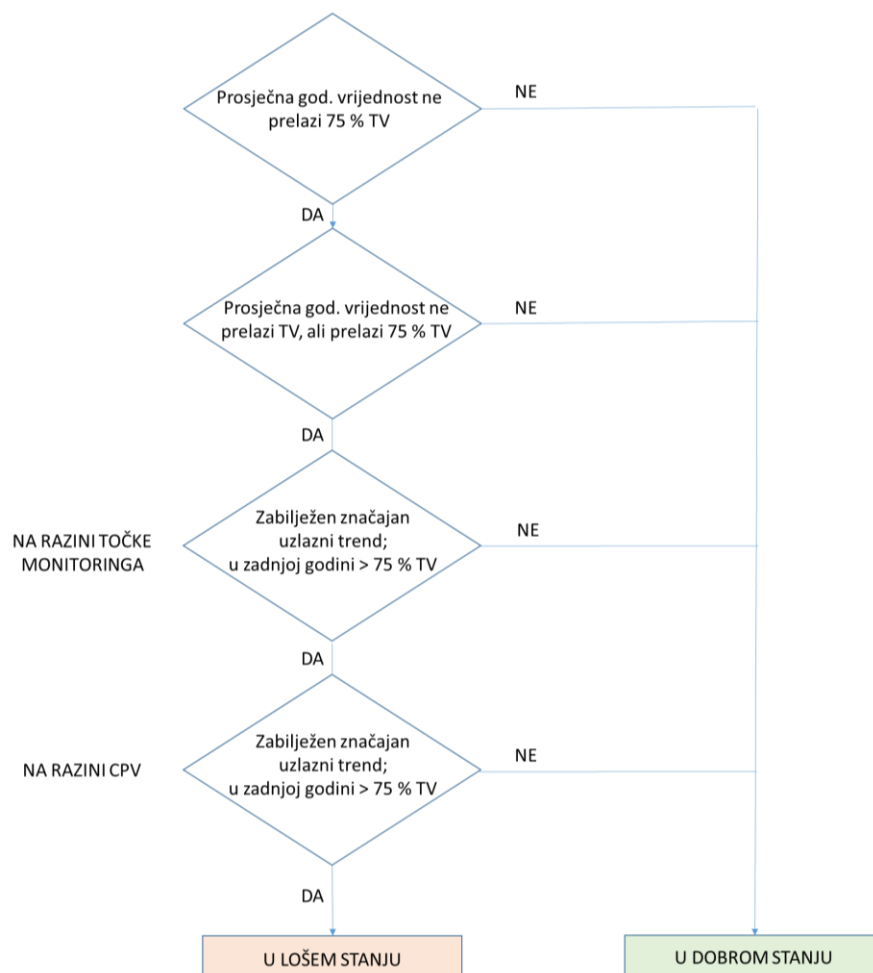 Prosječna god. vrijednost ne
prelazi 75 % TV
NE
DA
Prosječna god. vrijednost ne
prelazi TV, ali prelazi 75 % TV
NE
DA
NA RAZINI TOČKE
MONITORINGA
Zabilježen značajan
uzlazni trend;
u zadnjoj godini > 75 % TV
NE
DA
NA RAZINI CPV
Zabilježen značajan
uzlazni trend;
u zadnjoj godini > 75 % TV
NE
DA
U LOŠEM STANJU
U DOBROM STANJU